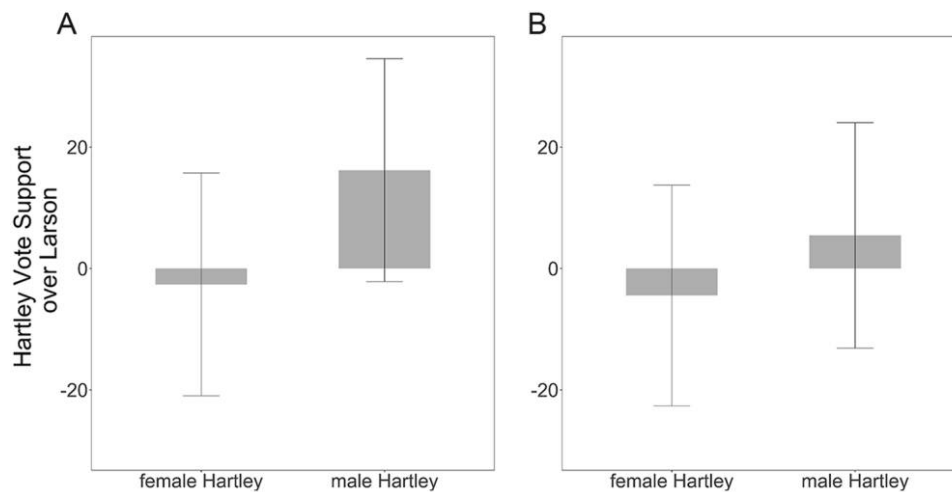 A
B
Hartley Vote Support
over Larson
20
0
-20
female Hartley
male Hartley
20
0
-20
female Hartley
male Hartley